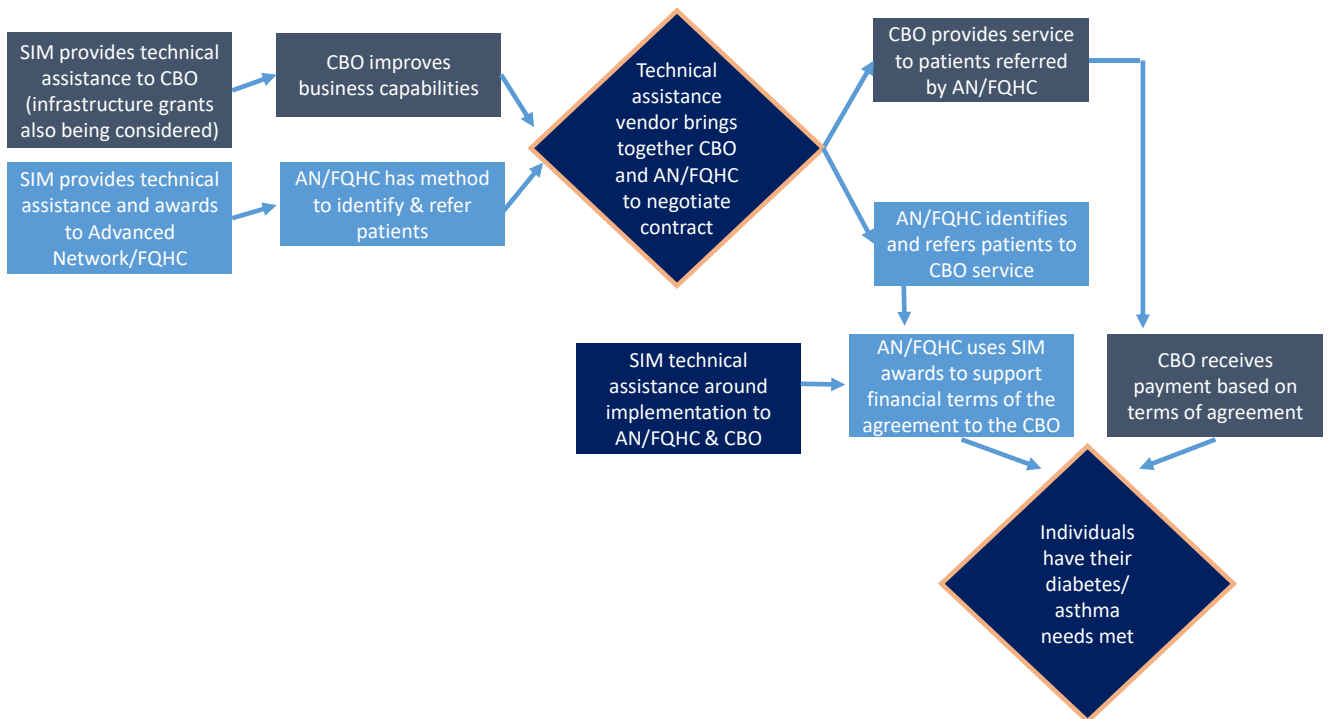 SIM provides technical
assistance to CBO
(infrastructure grants
also being considered)
CBO improves
business capabilities
SIM provides technical
assistance and awards
to Advanced
Network/FQHC
AN/FQHC has method
to identify & refer
patients
Technical
assistance
vendor brings
together CBO
and AN/FQHC
to negotiate
contract
CBO provides service
to patients referred
by AN/FQHC
AN/FQHC identifies
and refers patients to
CBO service
SIM technical
assistance around
implementation to
AN/FQHC & CBO
AN/FQHC uses SIM
awards to support
financial terms of the
agreement to the CBO
CBO receives
payment based on
terms of agreement
Individuals
have their
diabetes/
asthma
needs met